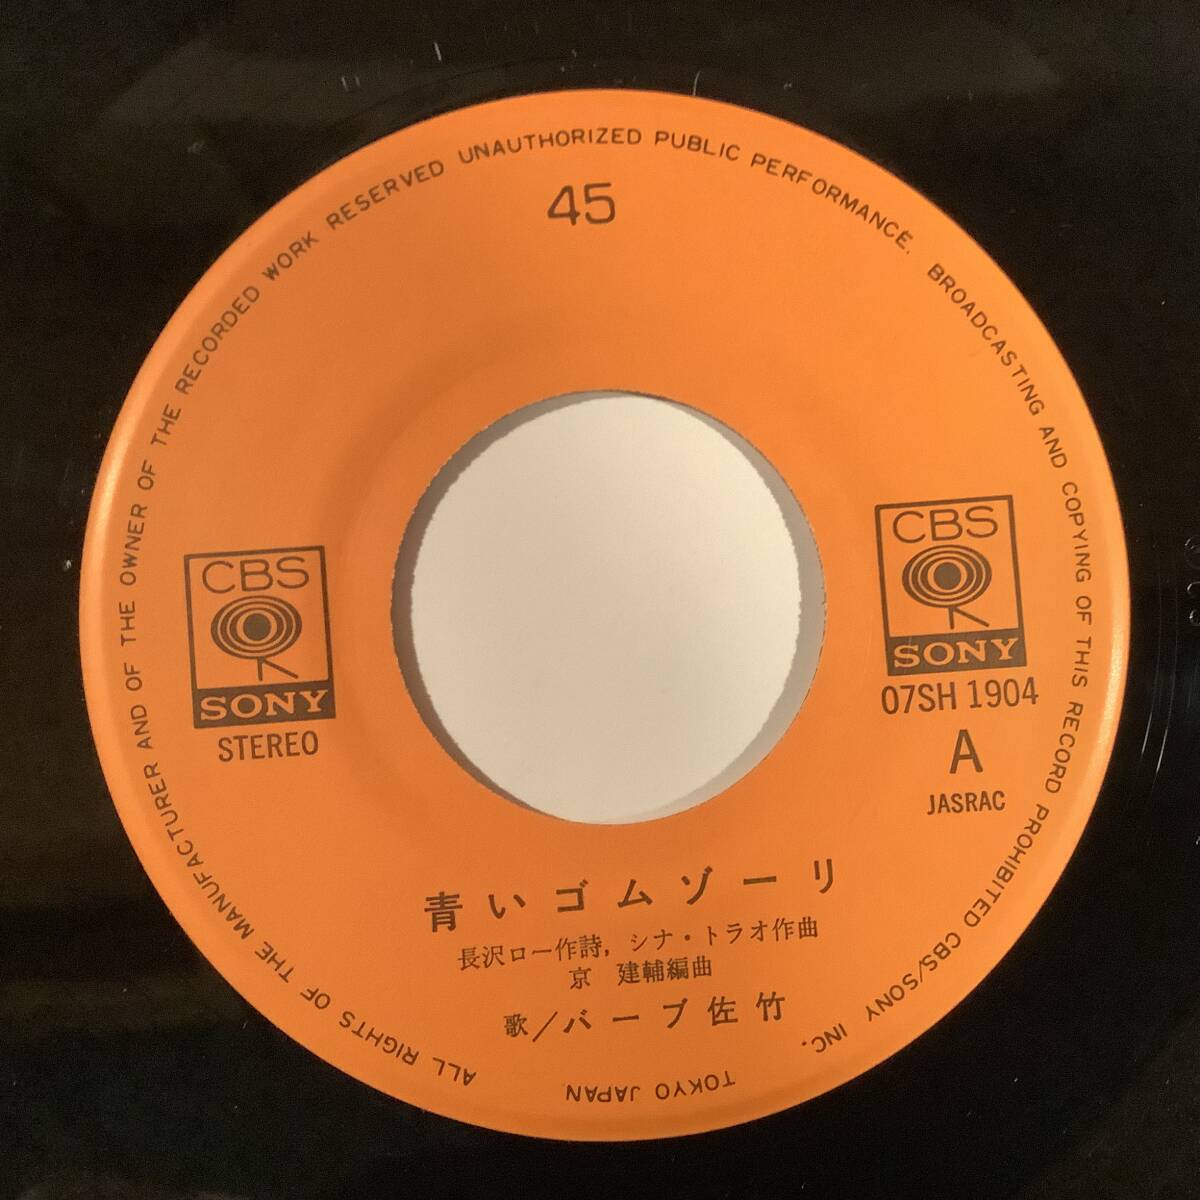 ALL RIGHTS OF THE MANUFACTURER AND OF THE OWNER OF THE RECORDED WORK RESERVED UNAUTHORIZED PUBLIC PERFORMANCE. BROADCASTING AND COPYING OF THIS RECORD PROHIBITED CBS/SONY INC.
TOKYO JAPAN
45
CBS
SONY
STEREO
CBS
SONY
07SH 1904
A
JASRAC
青いゴムゾーリ
長沢ロー作詩, シナ・トラオ作曲
京 建輔編曲
歌/バーブ佐竹